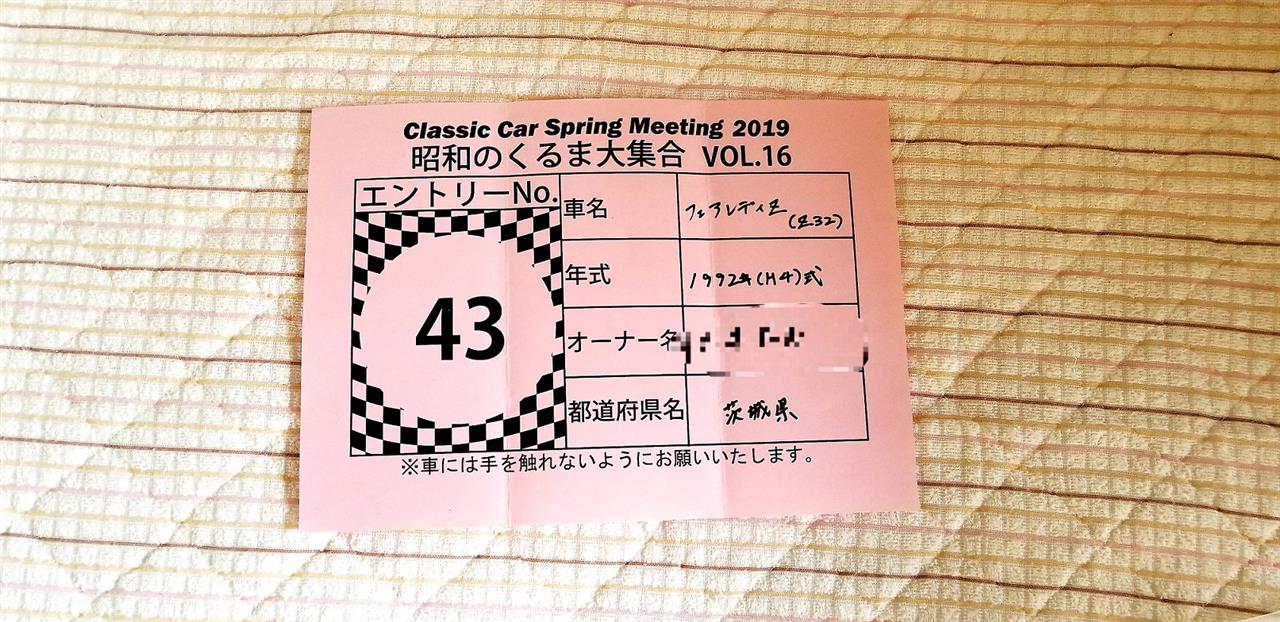 Classic Car Spring Meeting 2019
昭和のくるま大集合 VOL.16
エントリーNo.
43
車名
フェアレディZ
(Z32)
年式
1992年(H4)式
オーナー名
都道府県名
茨城県
※車には手を触れないようにお願いいたします。